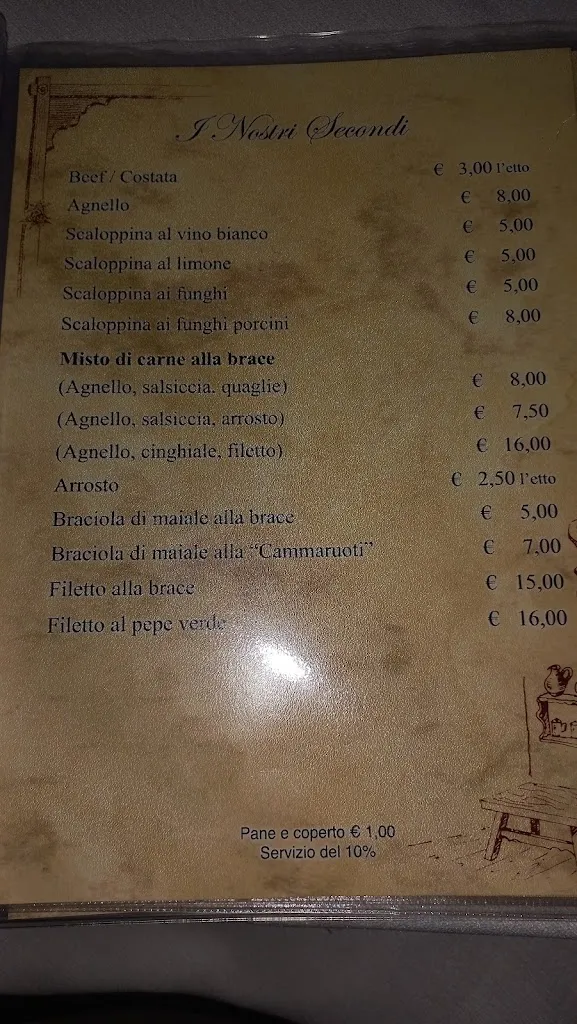 I Nostri Secondi
Beef / Costata € 3,00 l'etto
Agnello € 8,00
Scaloppina al vino bianco € 5,00
Scaloppina al limone € 5,00
Scaloppina ai funghi € 5,00
Scaloppina ai funghi porcini € 8,00
Misto di carne alla brace
(Agnello, salsiccia. quaglie) € 8,00
(Agnello, salsiccia, arrosto) € 7,50
(Agnello, cinghiale, filetto) € 16,00
Arrosto € 2,50 l'etto
Braciola di maiale alla brace € 5,00
Braciola di maiale alla “Cammaruoti” € 7,00
Filetto alla brace € 15,00
Filetto al pepe verde € 16,00
Pane e coperto € 1,00
Servizio del 10%